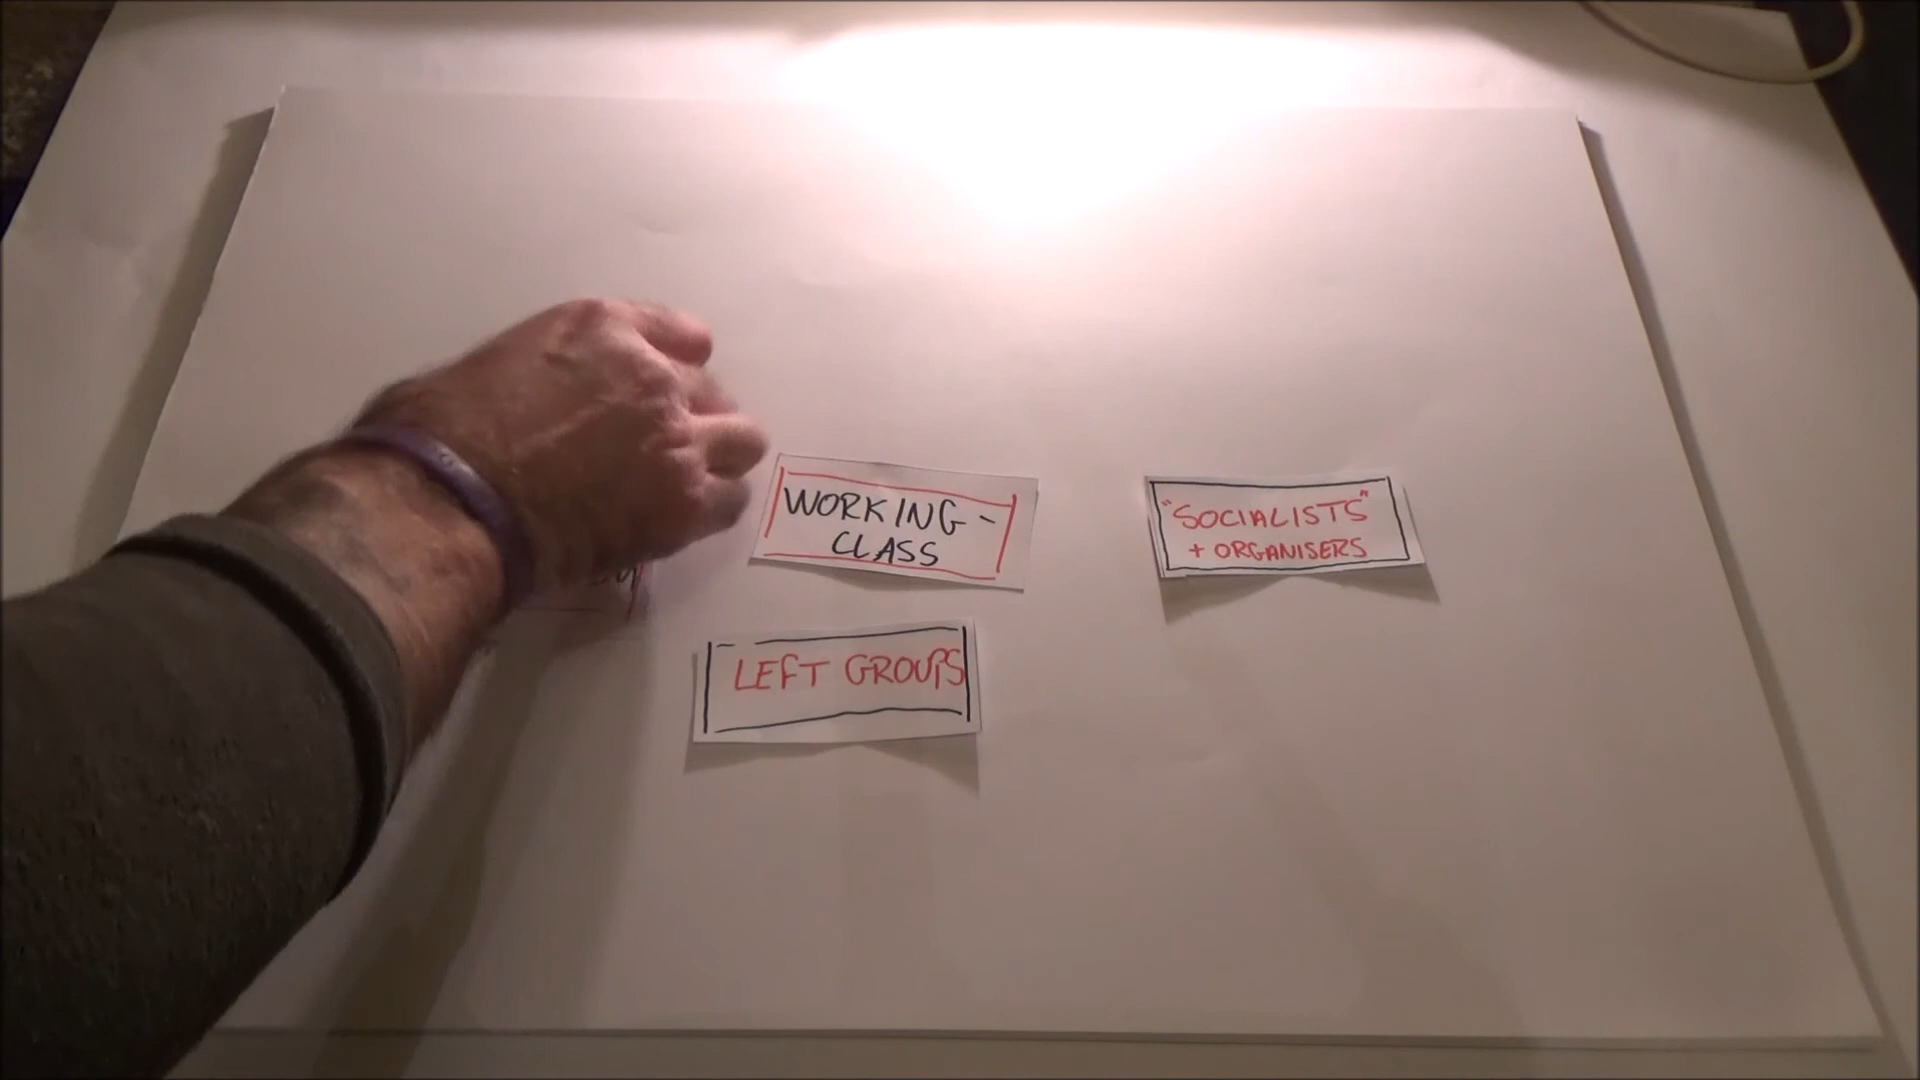 WORKING-
CLASS
"SOCIALISTS"
+ ORGANISERS
LEFT GROUPS